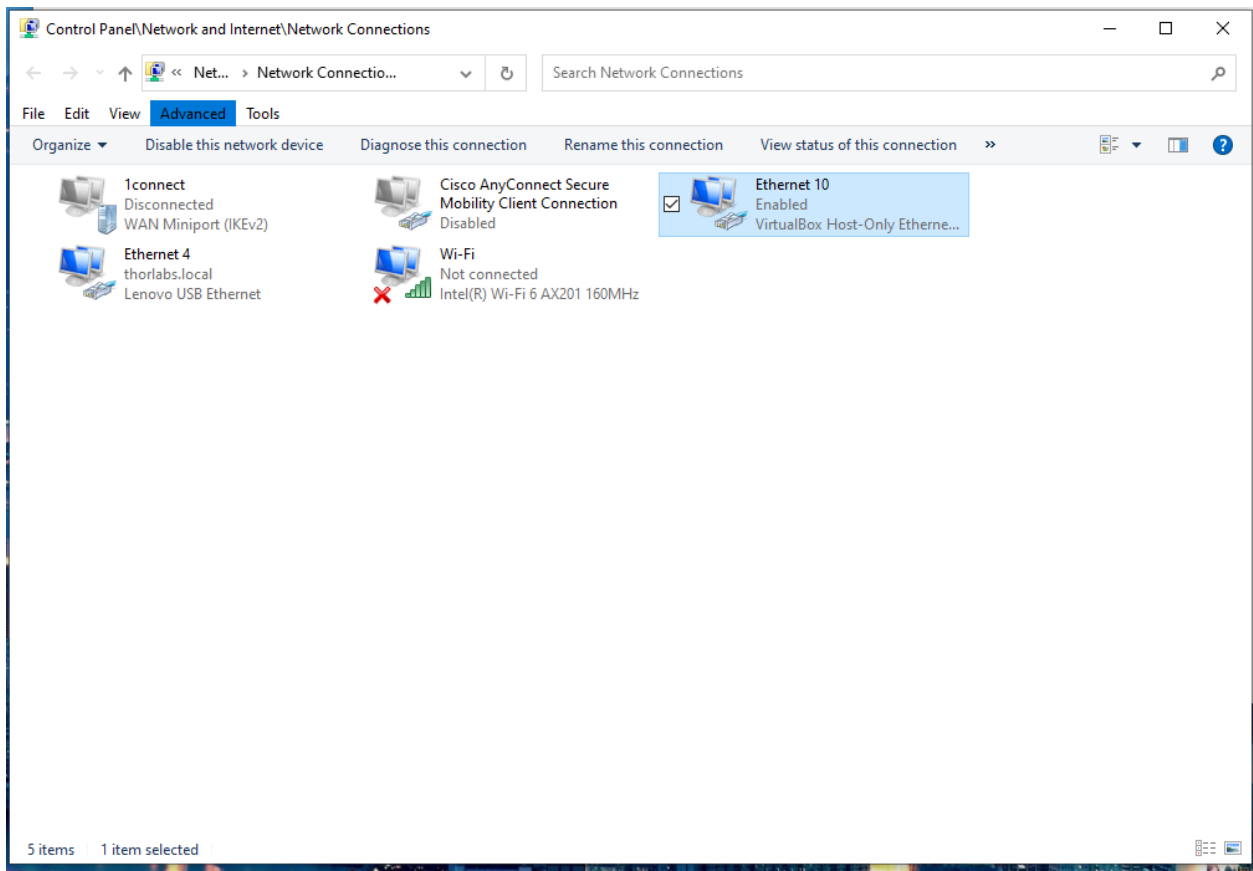 Control Panel\Network and Internet\Network Connections
« Net... > Network Connectio...
Search Network Connections
File Edit View Advanced Tools
Organize Disable this network device Diagnose this connection Rename this connection View status of this connection »
1connect
Disconnected
WAN Miniport (IKEv2)
Cisco AnyConnect Secure
Mobility Client Connection
Disabled
Ethernet 10
Enabled
VirtualBox Host-Only Etherne...
Ethernet 4
thorlabs.local
Lenovo USB Ethernet
Wi-Fi
Not connected
Intel(R) Wi-Fi 6 AX201 160MHz
5 items 1 item selected